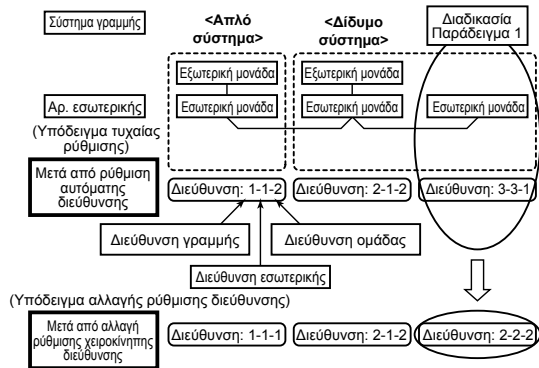 Σύστημα γραμμής
<Απλό
σύστημα>
<Δίδυμο
σύστημα>
Διαδικασία
Παράδειγμα 1
Εξωτερική μονάδα
Εξωτερική μονάδα
Αρ. εσωτερικής
Εσωτερική μονάδα
Εσωτερική μονάδα
Εσωτερική μονάδα
(Υπόδειγμα τυχαίας
ρύθμισης)
Μετά από ρύθμιση
αυτόματης
διεύθυνσης
Διεύθυνση: 1-1-2
Διεύθυνση: 2-1-2
Διεύθυνση: 3-3-1
Διεύθυνση γραμμής
Διεύθυνση ομάδας
Διεύθυνση εσωτερικής
(Υπόδειγμα αλλαγής ρύθμισης διεύθυνσης)
Μετά από αλλαγή
ρύθμισης χειροκίνητης
διεύθυνσης
Διεύθυνση: 1-1-1
Διεύθυνση: 2-1-2
Διεύθυνση: 2-2-2